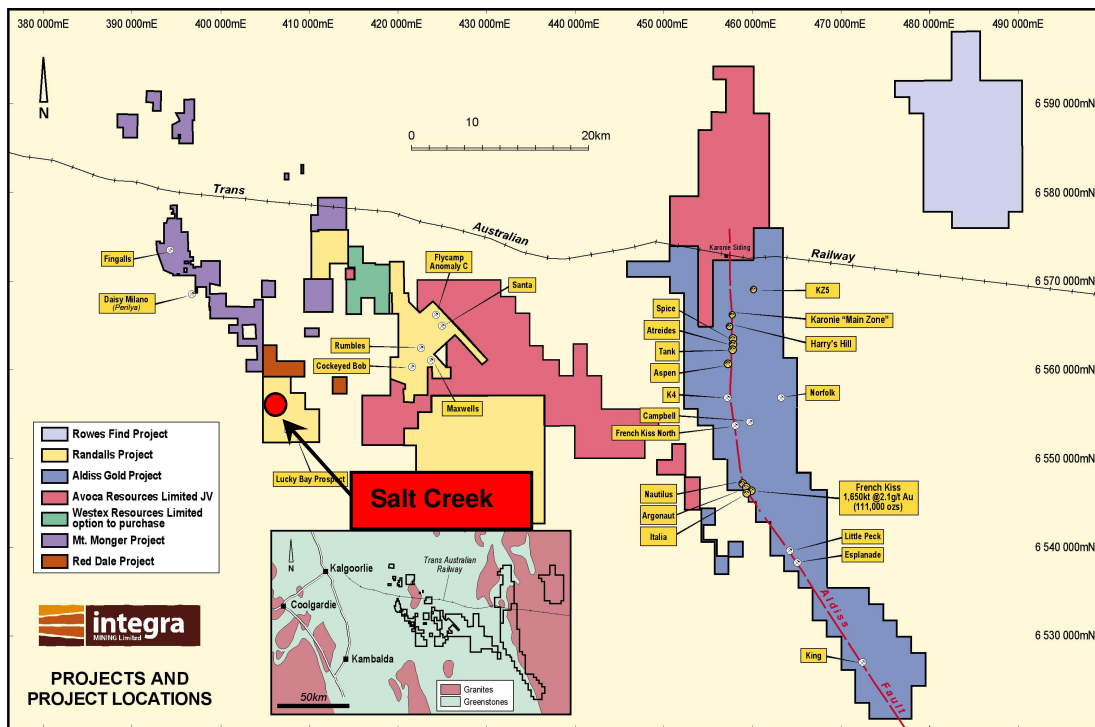 380 000mE
400 000mE
410 000mE
420 000mE
430 000mE
440 000mE
450 000mE
460 000mE
470 000mE
480 000mE
490 000mE
N
0
10
20km
6 590 000mN
6 580 000mN
6 570 000mN
6 560 000mN
6 550 000mN
6 540 000mN
6 530 000mN
Trans
Australian
Railway
Karonie Siding
Fingalls
Daisy Milano
(Perilya)
Flycamp
Anomaly C
Santa
Rumbles
Cockeyed Bob
Maxwells
Lucky Bay Prospect
Salt Creek
KZ5
Spice
Karonie “Main Zone”
Atreides
Harry's Hill
Tank
Aspen
K4
Norfolk
Campbell
French Kiss North
Nautilus
Argonaut
Italia
French Kiss
1,650kt @2.1g/t Au
(111,000 ozs)
Little Peck
Esplanade
King
Aldiss
Fault
Rowes Find Project
Randalls Project
Aldiss Gold Project
Avoca Resources Limited JV
Westex Resources Limited
option to purchase
Mt. Monger Project
Red Dale Project
integra
MINING Limited
PROJECTS AND
PROJECT LOCATIONS
N
Trans Australian
Railway
Kalgoorlie
Coolgardie
Kambalda
50km
Granites
Greenstones